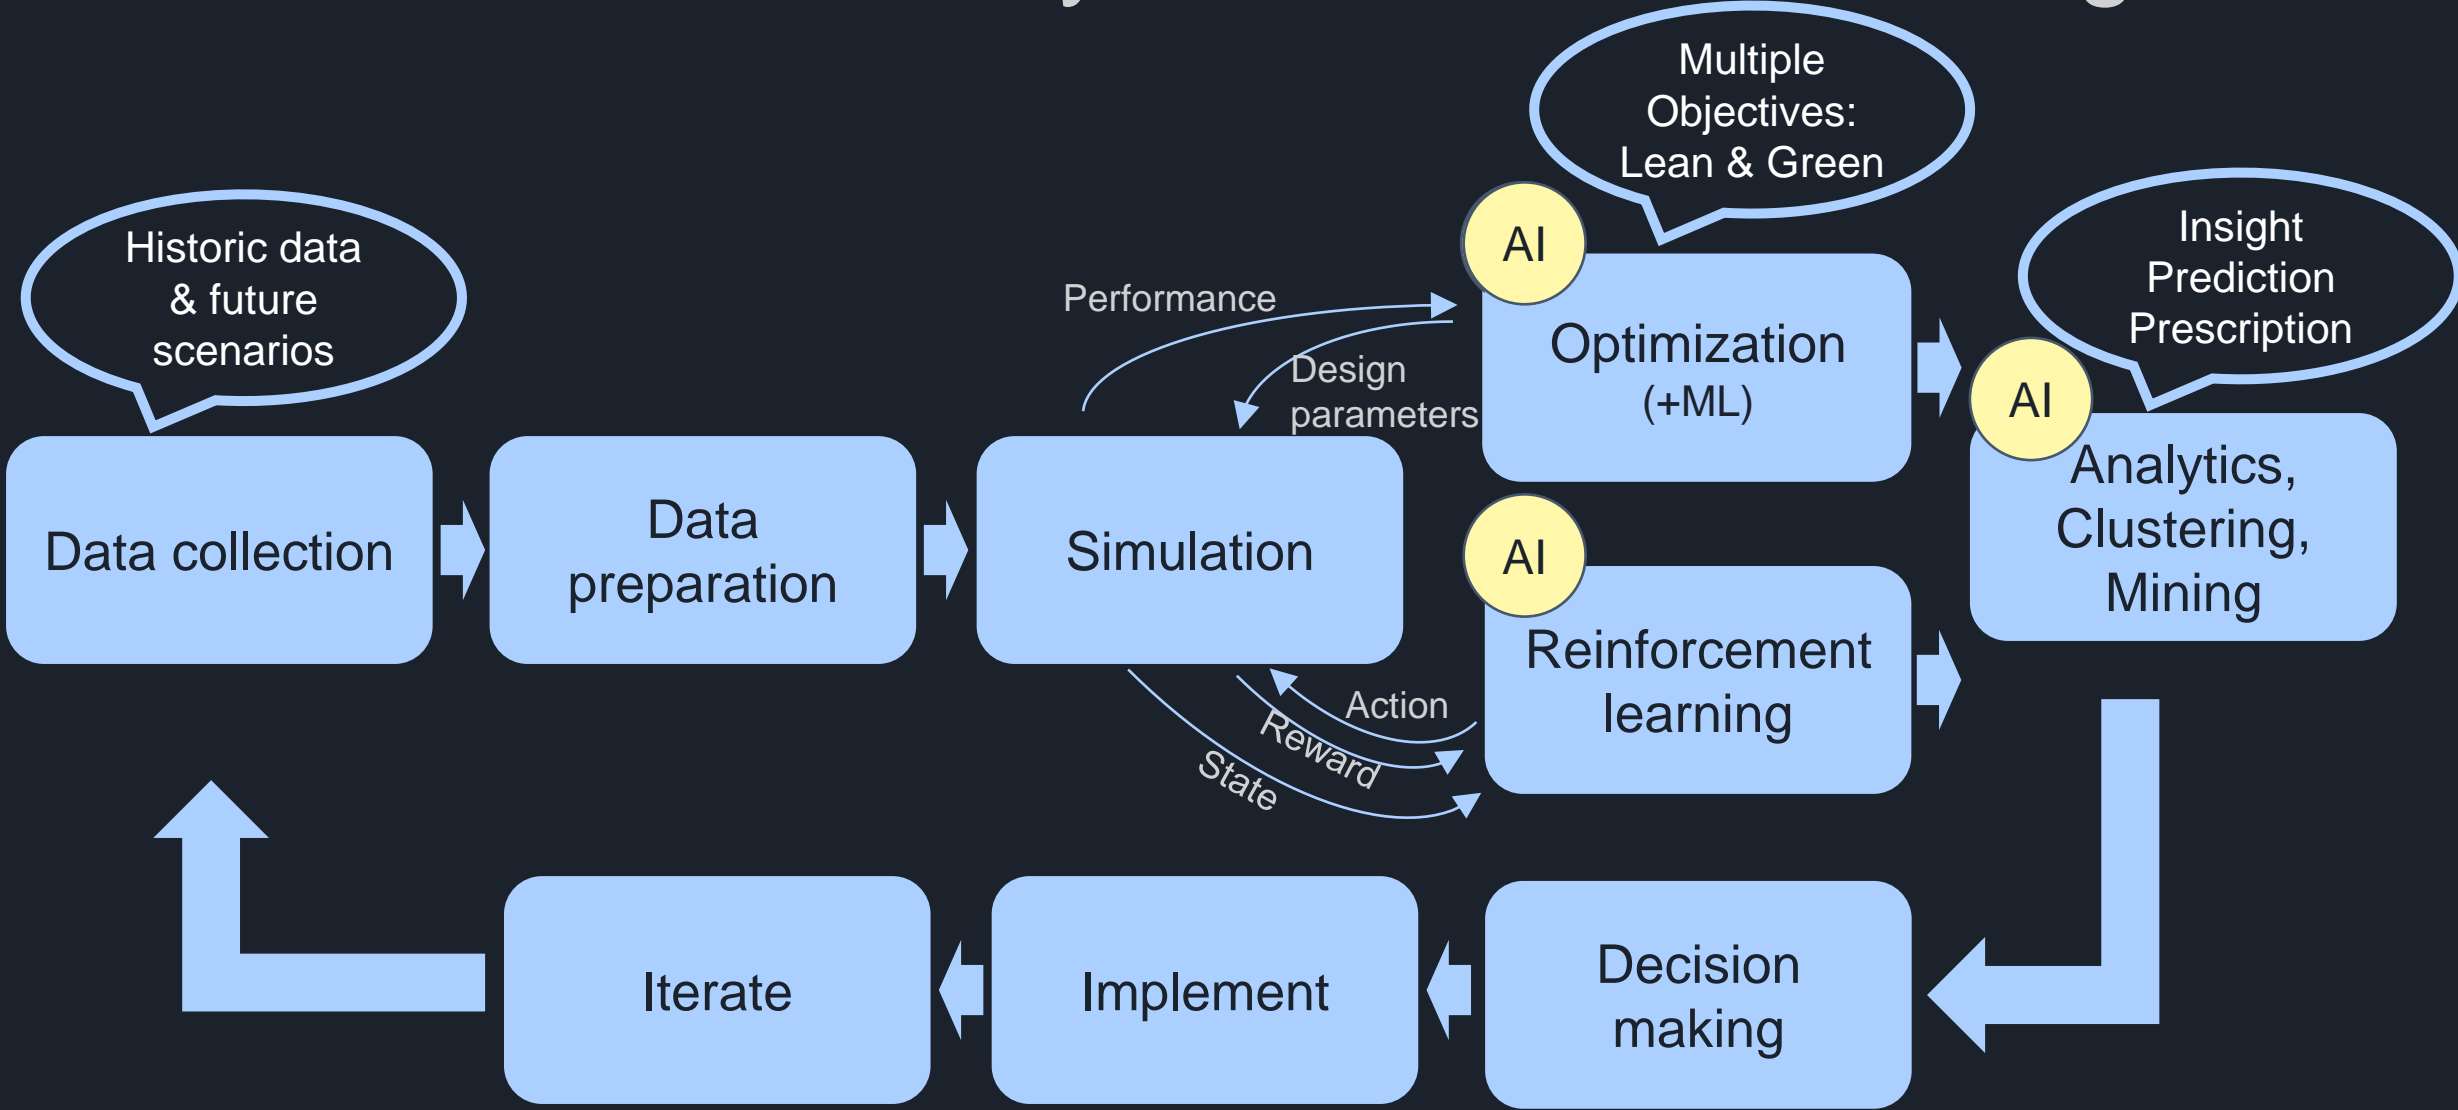 Multiple
Objectives:
Lean & Green
Historic data
& future
scenarios
Insight
Prediction
Prescription
AI
Performance
Design
parameters
Optimization
(+ML)
AI
Data collection
Data
preparation
Simulation
AI
Analytics,
Clustering,
Mining
Reinforcement
learning
Action
Reward
State
Iterate
Implement
Decision
making